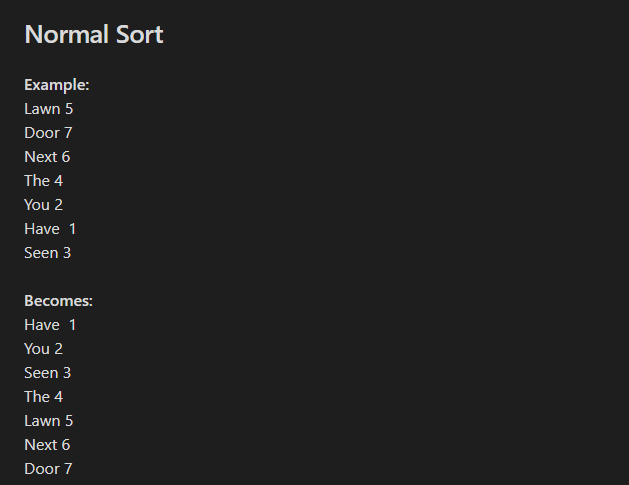 Normal Sort
Example:
Lawn 5
Door 7
Next 6
The 4
You 2
Have  1
Seen 3
Becomes:
Have  1
You 2
Seen 3
The 4
Lawn 5
Next 6
Door 7